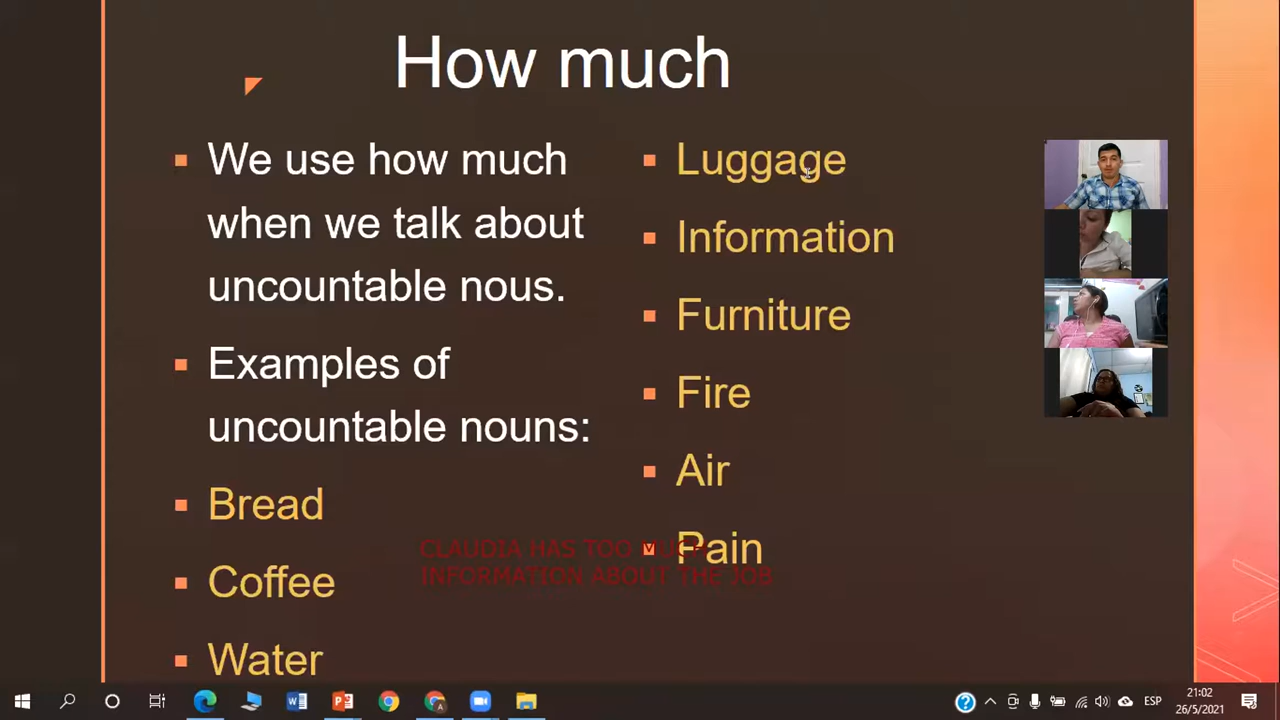 How much
We use how much
when we talk about
uncountable nous.
Examples of
uncountable nouns:
Bread
Coffee
Water
Luggage
Information
Furniture
Fire
Air
Pain
CLAUDIA HAS TOO MUCH
INFORMATION ABOUT THE JOB
ESP
21:02
26/5/2021